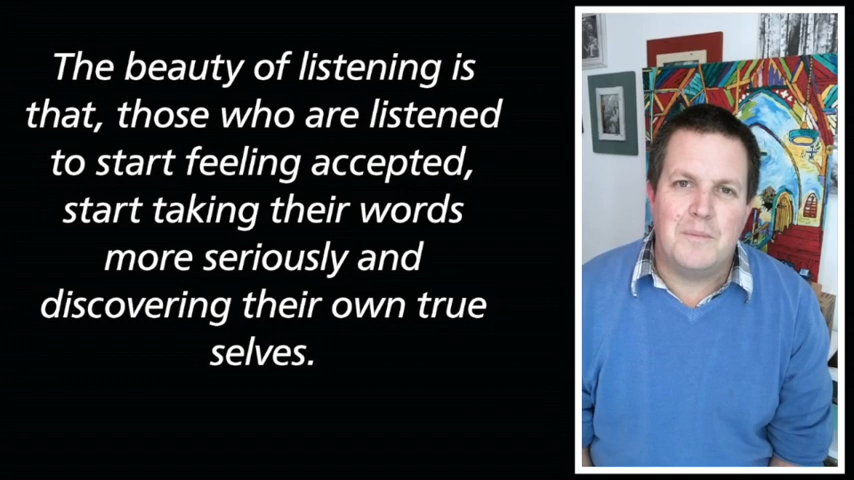 The beauty of listening is
that, those who are listened
to start feeling accepted,
start taking their words
more seriously and
discovering their own true
selves.